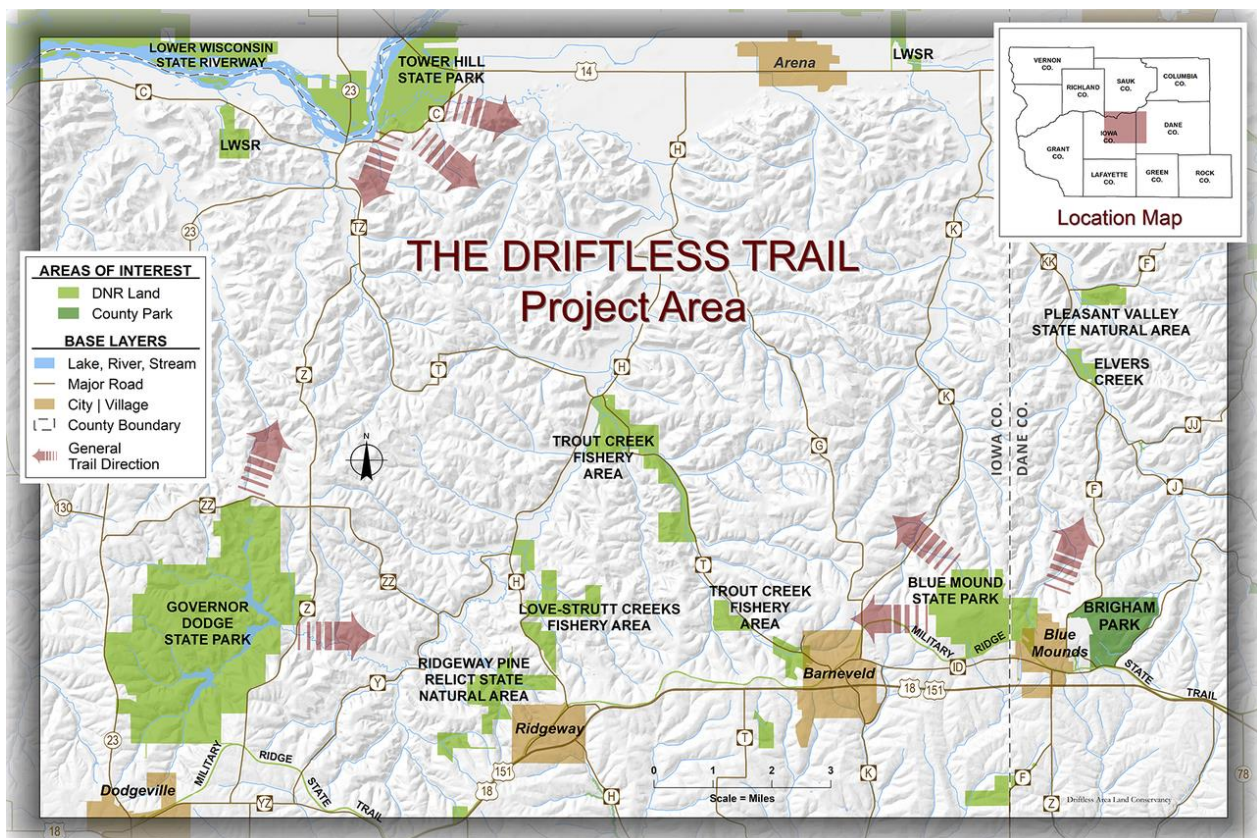 LOWER WISCONSIN
STATE RIVERWAY
TOWER HILL
STATE PARK
14
Arena
LWSR
C
23
C
LWSR
H
VERNON
CO.
RICHLAND
CO.
SAUK
CO.
COLUMBIA
CO.
IOWA
CO.
DANE
CO.
GRANT
CO.
LAFAYETTE
CO.
GREEN
CO.
ROCK
CO.
Location Map
23
TZ
K
KK
F
THE DRIFTLESS TRAIL
Project Area
AREAS OF INTEREST
DNR Land
County Park
BASE LAYERS
Lake, River, Stream
Major Road
City | Village
County Boundary
General
Trail Direction
PLEASANT VALLEY
STATE NATURAL AREA
ELVERS
CREEK
Z
T
H
K
IOWA CO.
DANE CO.
JJ
N
TROUT CREEK
FISHERY
AREA
G
F
J
130
ZZ
T
H
ZZ
GOVERNOR
DODGE
STATE PARK
Z
LOVE-STRUTT CREEKS
FISHERY AREA
TROUT CREEK
FISHERY
AREA
BLUE MOUND
STATE PARK
BRIGHAM
PARK
MILITARY
RIDGE
Blue
Mounds
STATE
TRAIL
ID
RIDGEWAY PINE
RELICT STATE
NATURAL AREA
Y
Barneveld
18
151
Ridgeway
23
T
MILITARY
RIDGE
STATE
TRAIL
151
18
K
F
78
0
1
2
3
Scale = Miles
Dodgeville
YZ
H
Z
Driftless Area Land Conservancy
18